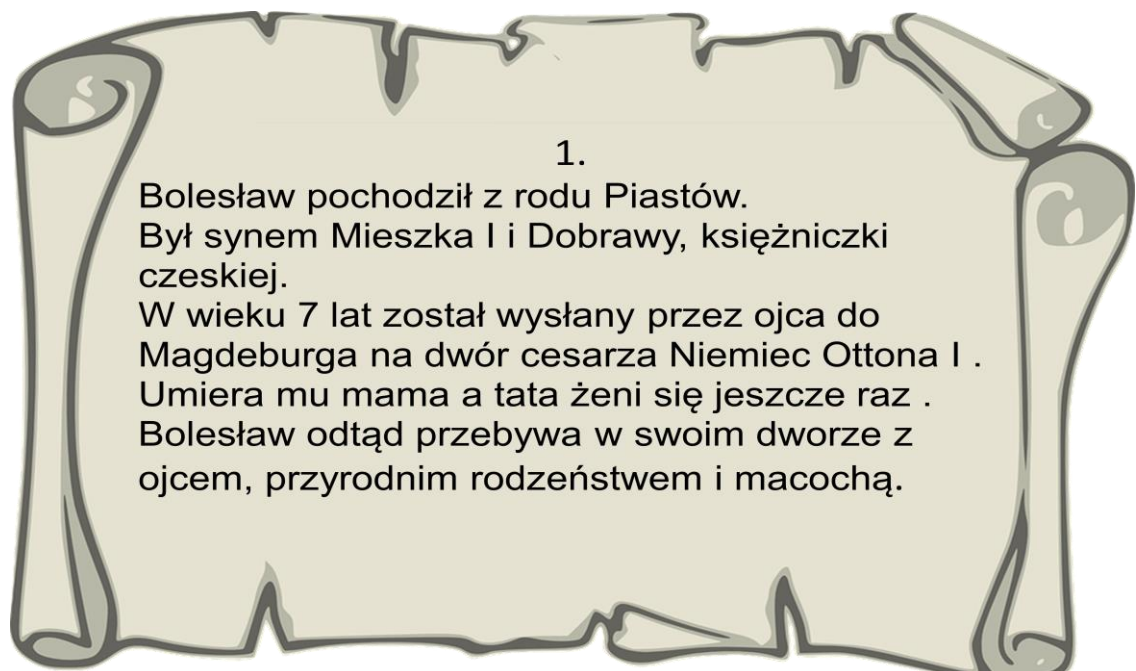 1.
Bolesław pochodził z rodu Piastów.
Był synem Mieszka I i Dobrawy, księżniczki
czeskiej.
W wieku 7 lat został wysłany przez ojca do
Magdeburga na dwór cesarza Niemiec Ottona I .
Umiera mu mama a tata żeni się jeszcze raz .
Bolesław odtąd przebywa w swoim dworze z
ojcem, przyrodnim rodzeństwem i macochą.